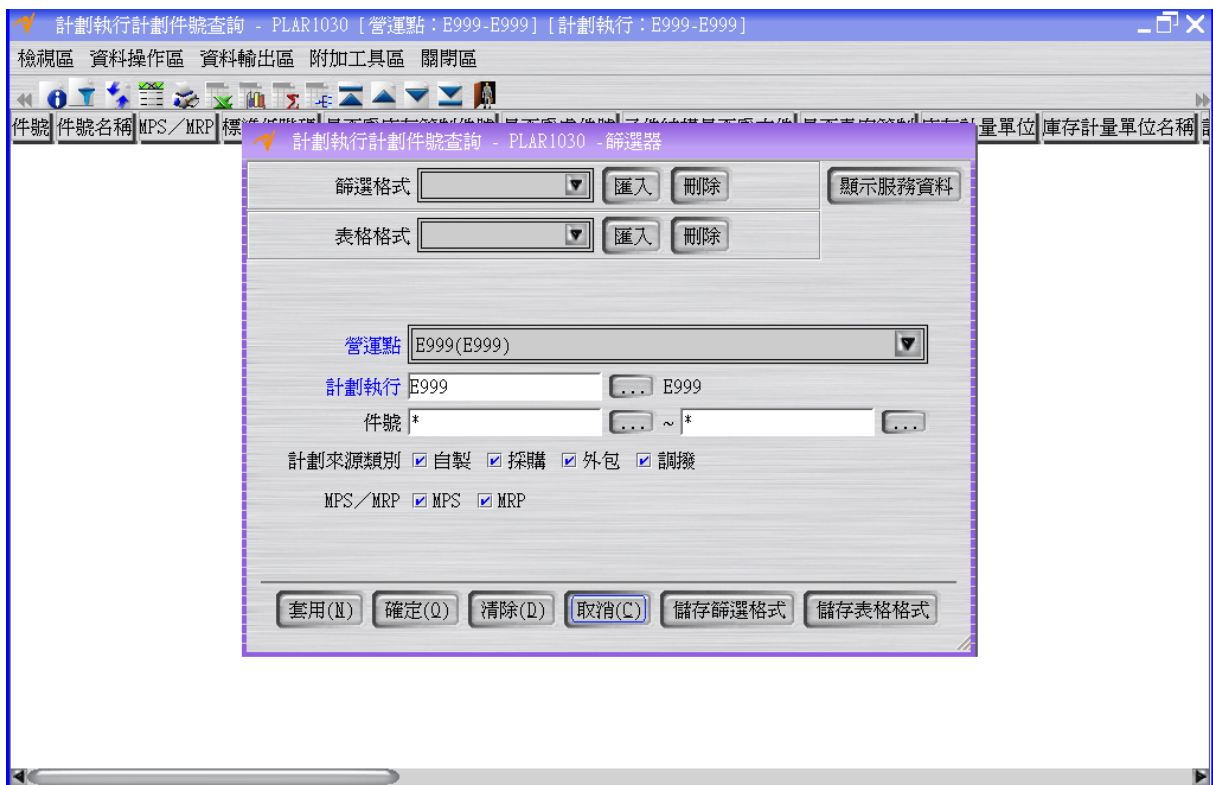 計劃執行計劃件號查詢 - PLAR1030 [營運點：E999-E999] [計劃執行：E999-E999]
檢視區 資料操作區 資料輸出區 附加工具區 關閉區
件號 件號名稱 MPS／MRP 標 量單位 庫存計量單位名稱
計劃執行計劃件號查詢 - PLAR1030 -篩選器
篩選格式 匯入 刪除 顯示服務資料
表格格式 匯入 刪除
營運點 E999(E999)
計劃執行 E999 ... E999
件號 * ... ~ * ...
計劃來源類別 自製 採購 外包 調撥
MPS／MRP MPS MRP
套用(N) 確定(O) 清除(D) 取消(C) 儲存篩選格式 儲存表格格式